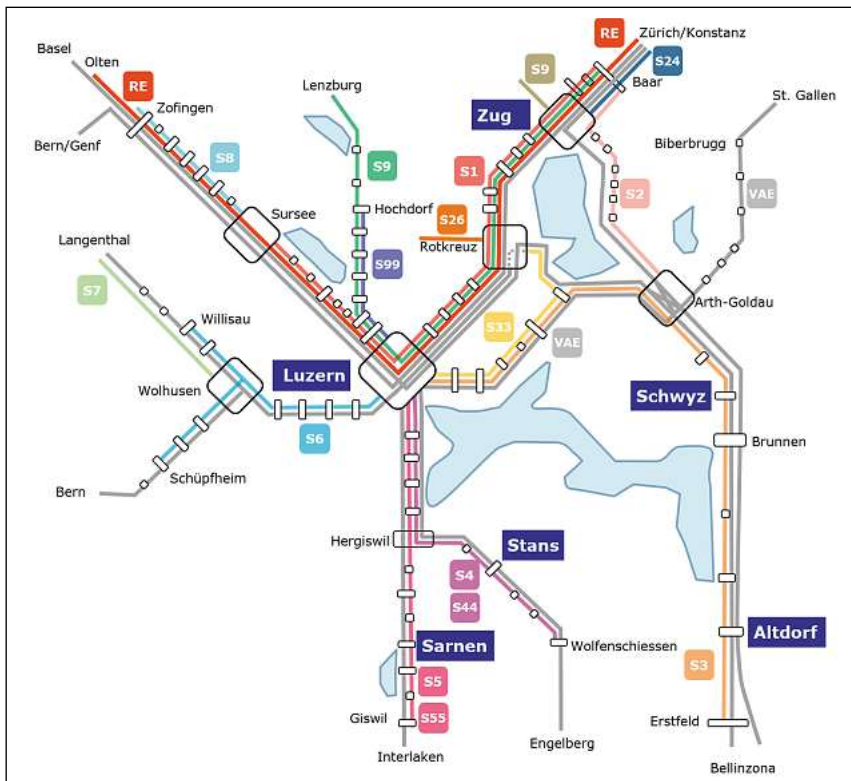 Zürich/Konstanz
Basel
RE
Olten
S24
S9
Baar
RE
Lenzburg
Zofingen
St. Gallen
Zug
Bern/Genf
Biberbrugg
S8
S9
S1
S2
VAE
Hochdorf
Sursee
S26
Rotkreuz
Langenthal
S99
S7
Arth-Goldau
Willisau
S33
VAE
Luzern
Wolhusen
Schwyz
S6
Brunnen
Schüpfheim
Bern
Hergiswil
Stans
S4
S44
Altdorf
Sarnen
Wolfenschiessen
S3
S5
Giswil
S55
Erstfeld
Engelberg
Interlaken
Bellinzona